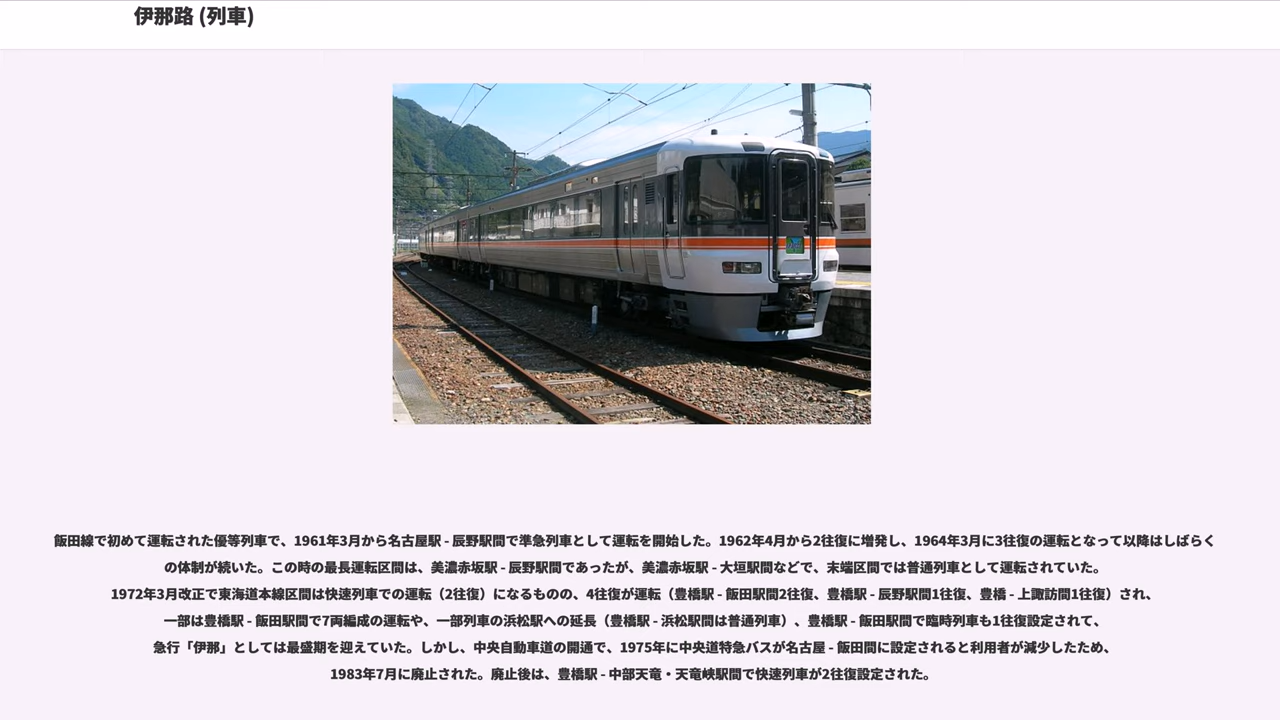 伊那路 (列車)
飯田線で初めて運転された優等列車で、1961年3月から名古屋駅 - 辰野駅間で準急列車として運転を開始した。1962年4月から2往復に増発し、1964年3月に3往復の運転となって以降はしばらく
の体制が続いた。この時の最長運転区間は、美濃赤坂駅 - 辰野駅間であったが、美濃赤坂駅 - 大垣駅間などで、末端区間では普通列車として運転されていた。
1972年3月改正で東海道本線区間は快速列車での運転（2往復）になるものの、4往復が運転（豊橋駅 - 飯田駅間2往復、豊橋駅 - 辰野駅間1往復、豊橋 - 上諏訪間1往復）され、
一部は豊橋駅 - 飯田駅間で7両編成の運転や、一部列車の浜松駅への延長（豊橋駅 - 浜松駅間は普通列車）、豊橋駅 - 飯田駅間で臨時列車も1往復設定されて、
急行「伊那」としては最盛期を迎えていた。しかし、中央自動車道の開通で、1975年に中央道特急バスが名古屋 - 飯田間に設定されると利用者が減少したため、
1983年7月に廃止された。廃止後は、豊橋駅 - 中部天竜・天竜峡駅間で快速列車が2往復設定された。